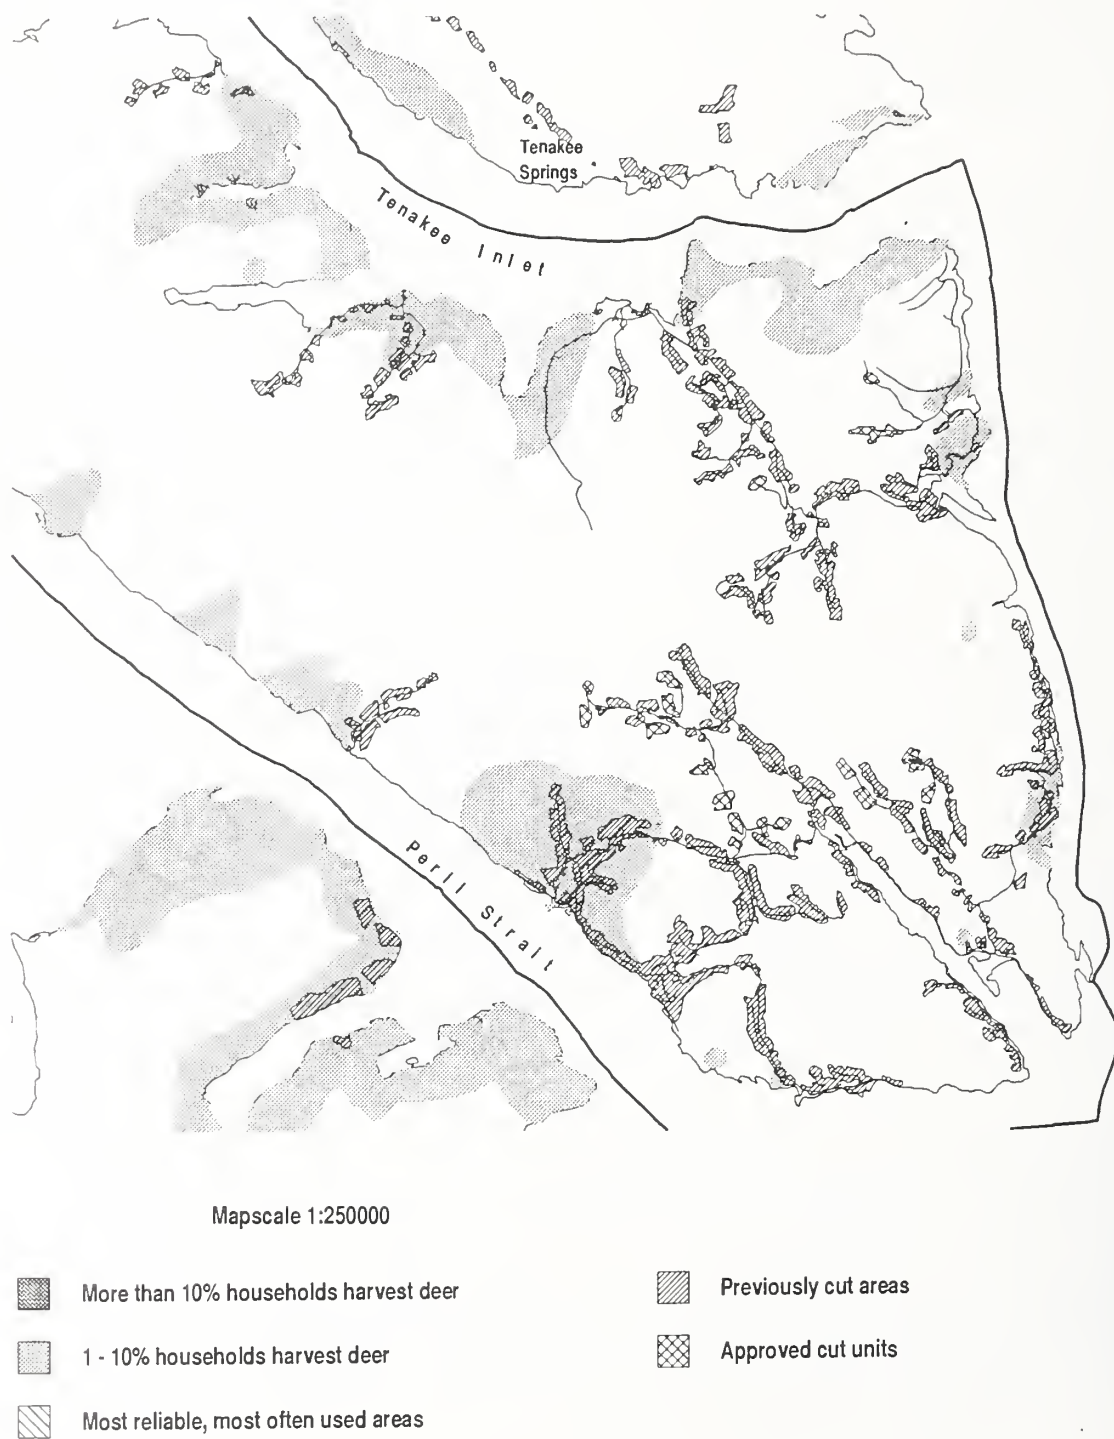 Tenakee
Springs
Tenakee Inlet
Peril Strait
Mapscale 1:250000
More than 10% households harvest deer
1 - 10% households harvest deer
Most reliable, most often used areas
Previously cut areas
Approved cut units